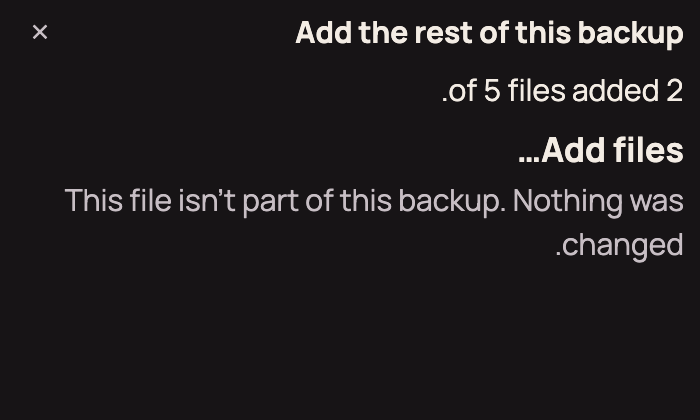 Add the rest of this backup
×
.of 5 files added 2
...Add files
This file isn't part of this backup. Nothing was
.changed